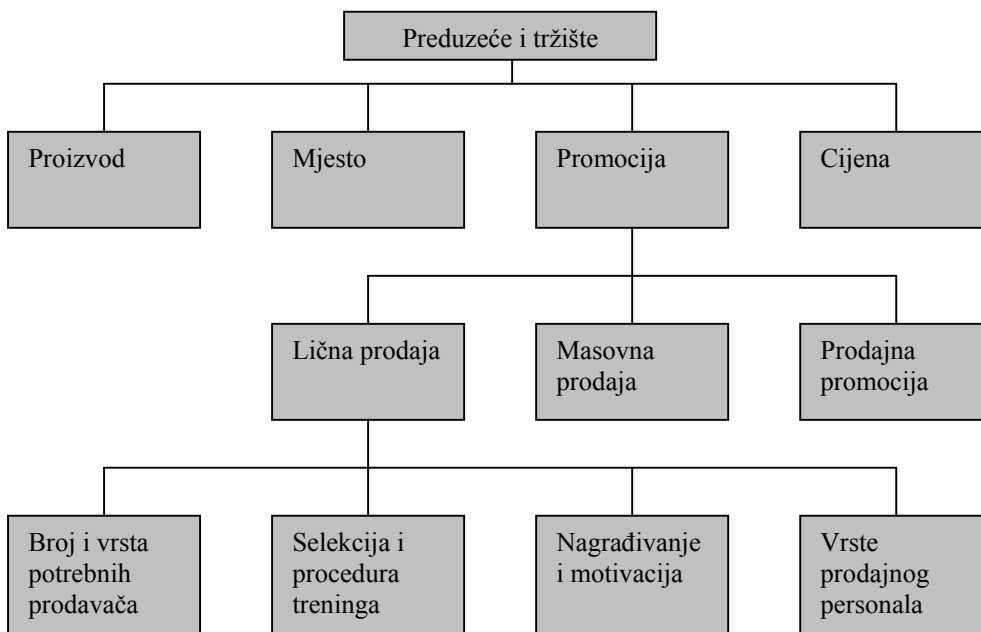 Preduzeće i tržište
Proizvod
Mjesto
Promocija
Cijena
Lična prodaja
Masovna
prodaja
Prodajna
promocija
Broj i vrsta
potrebnih
prodavača
Selekcija i
procedura
treninga
Nagrađivanje
i motivacija
Vrste
prodajnog
personala